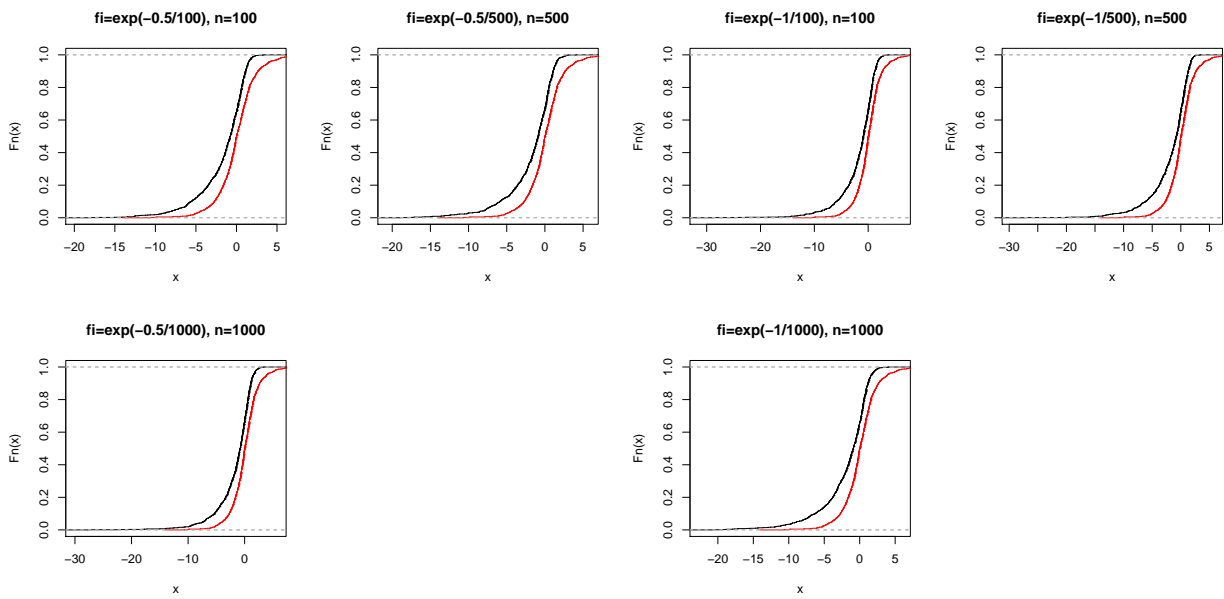 fi=exp(−0.5/100), n=100
Fn(x)
1.0
0.8
0.6
0.4
0.2
0.0
−20 −15 −10 −5 0 5
x
fi=exp(−0.5/500), n=500
Fn(x)
1.0
0.8
0.6
0.4
0.2
0.0
−20 −15 −10 −5 0 5
x
fi=exp(−1/100), n=100
Fn(x)
1.0
0.8
0.6
0.4
0.2
0.0
−30 −20 −10 0
x
fi=exp(−1/500), n=500
Fn(x)
1.0
0.8
0.6
0.4
0.2
0.0
−30 −20 −10 −5 0 5
x
fi=exp(−0.5/1000), n=1000
Fn(x)
1.0
0.8
0.6
0.4
0.2
0.0
−30 −20 −10 0
x
fi=exp(−1/1000), n=1000
Fn(x)
1.0
0.8
0.6
0.4
0.2
0.0
−20 −15 −10 −5 0 5
x